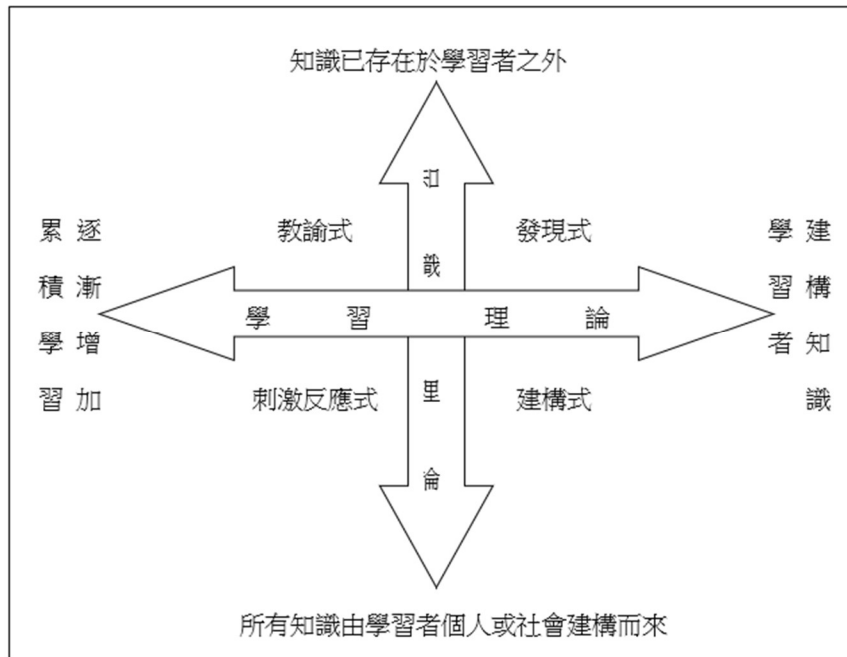 知識已存在於學習者之外
教諭式
發現式
逐漸增加
累積學習
知識理論
學習理論
學習者
建構知識
刺激反應式
建構式
所有知識由學習者個人或社會建構而來